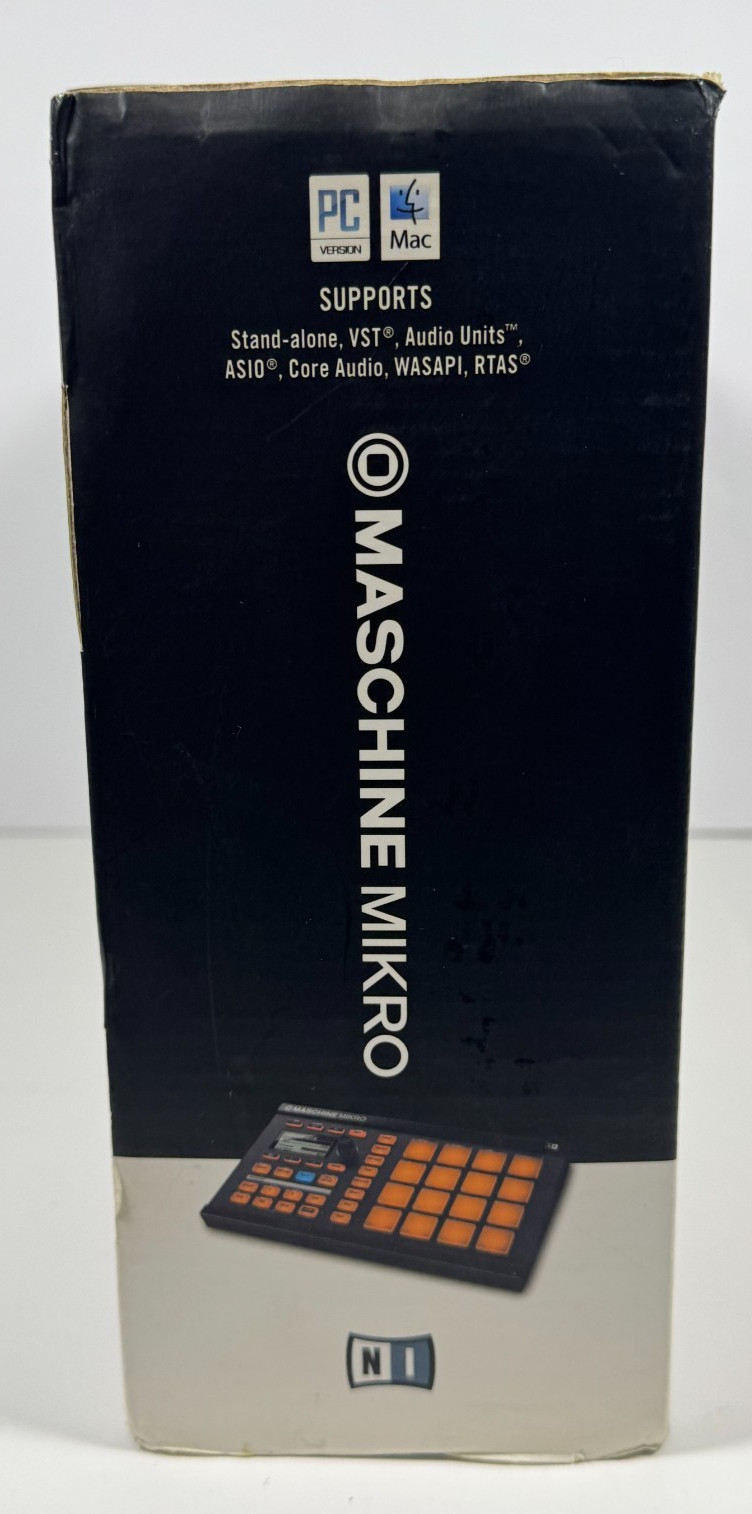 PC
VERSION
Mac
SUPPORTS
Stand-alone, VST®, Audio Units™,
ASIO®, Core Audio, WASAPI, RTAS®
MASCHINE MIKRO
MASCHINE MIKRO
NI